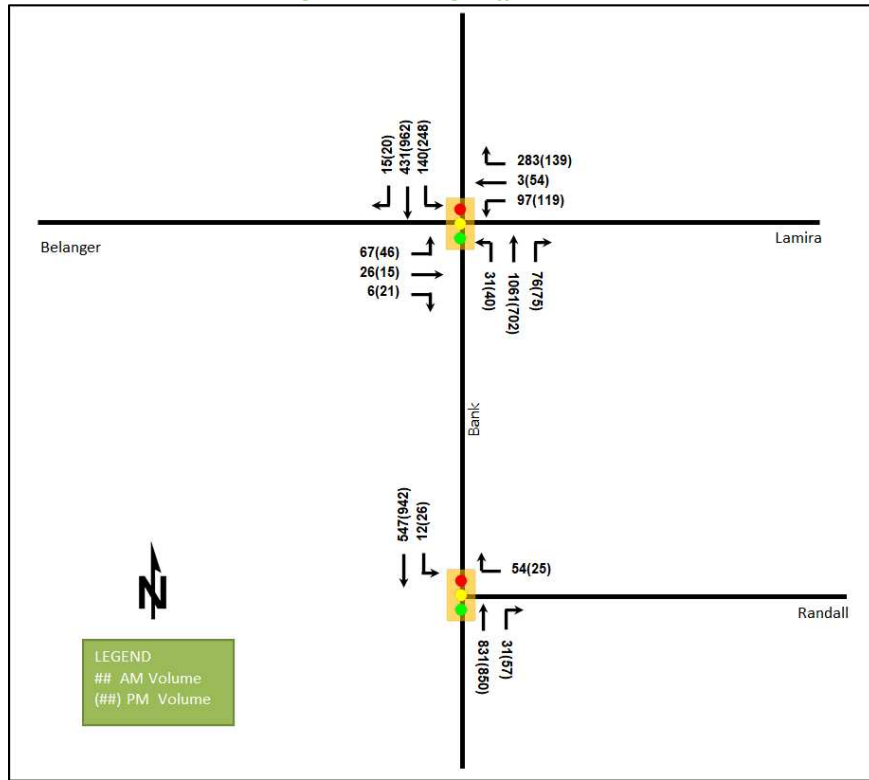 15(20)
431(962)
140(248)
283(139)
3(54)
97(119)
Belanger
Lamira
67(46)
26(15)
6(21)
31(40)
1061(702)
76(75)
Bank
547(942)
12(26)
54(25)
Randall
831(850)
31(57)
N
LEGEND
## AM Volume
(##) PM Volume